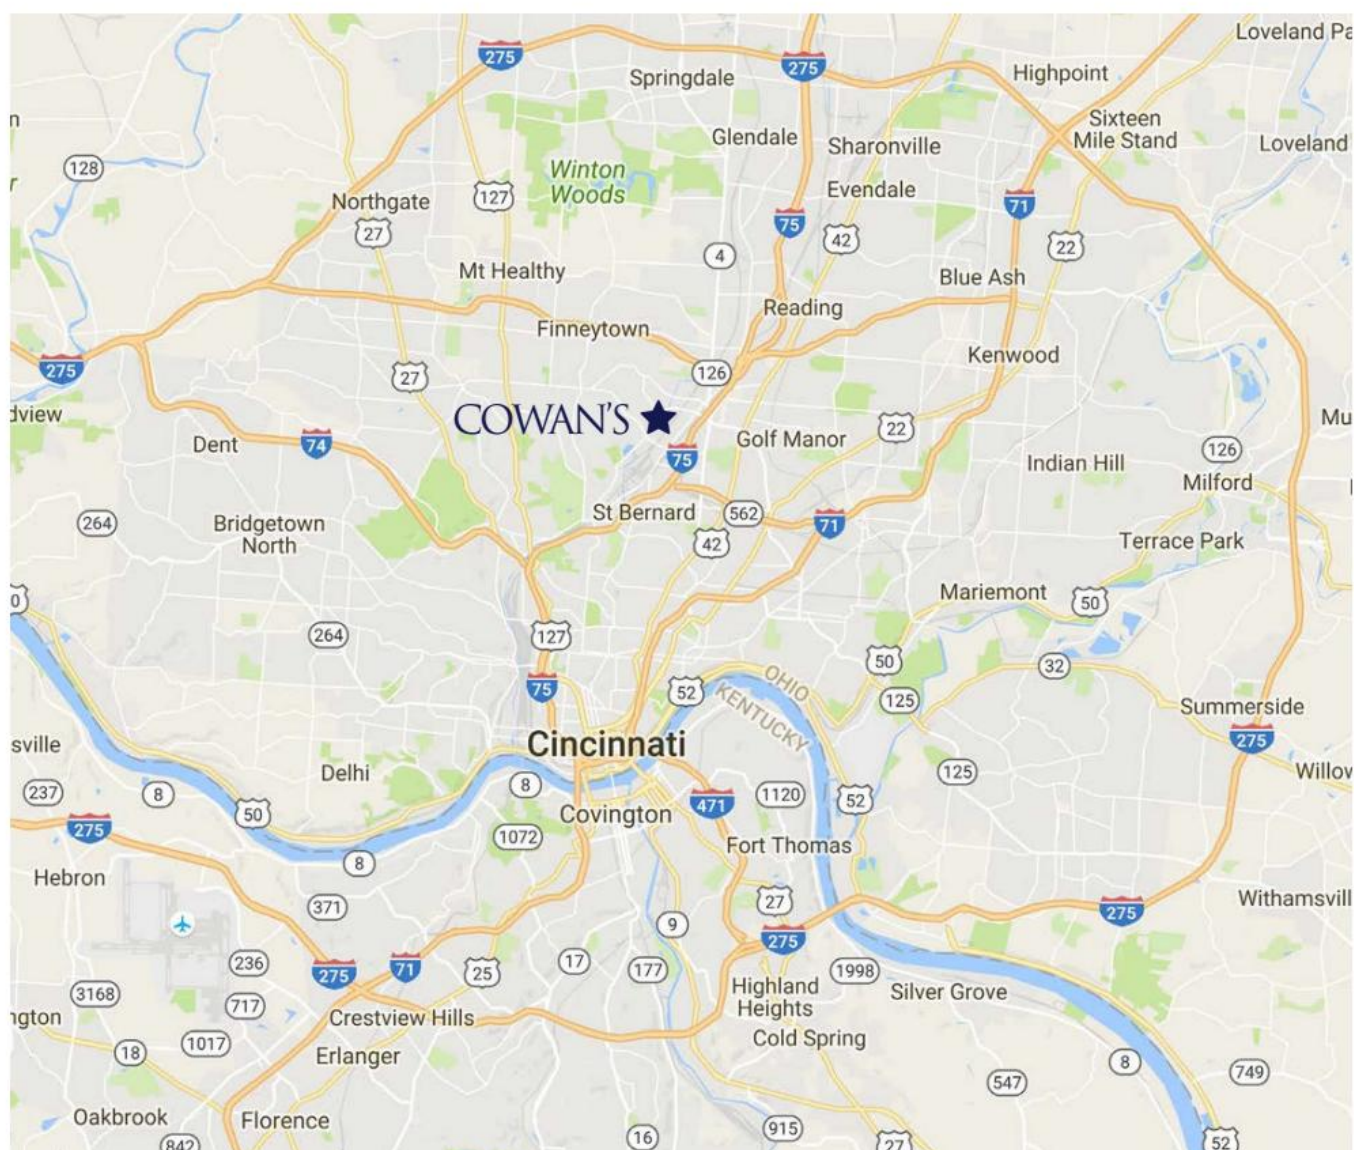 Loveland Pa
275
275
Springdale
Highpoint
Sixteen
Mile Stand
Glendale
Sharonville
Loveland
128
Winton
Woods
Evendale
127
Northgate
71
75
27
42
22
4
Mt Healthy
Blue Ash
Reading
Finneytown
Kenwood
275
126
27
dview
COWAN'S
Mu
22
Golf Manor
Dent
74
126
75
Indian Hill
Milford
St Bernard
562
264
Bridgetown
North
71
42
Terrace Park
Mariemont
50
0
264
127
50
32
OHIO
KENTUCKY
75
52
125
Summerside
275
Cincinnati
sville
Delhi
125
Willow
8
237
8
1120
52
471
50
Covington
275
1072
Fort Thomas
8
Hebron
27
Withamsvill
371
275
9
275
236
71
25
17
177
1998
275
3168
717
Highland
Heights
Silver Grove
ngton
Crestview Hills
Cold Spring
1017
18
Erlanger
8
749
547
Oakbrook
Florence
915
16
842
27
52